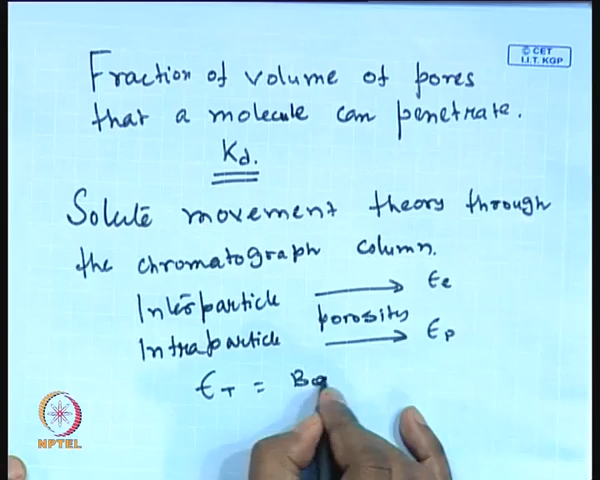 © CET
I.I.T. KGP
Fraction of volume of pores
that a molecule can penetrate.
Kd.
Solute movement theory through
the chromatograph column.
Interparticle → ϵe
porosity
Intraparticle → ϵp
ϵT = Ba
NPTEL